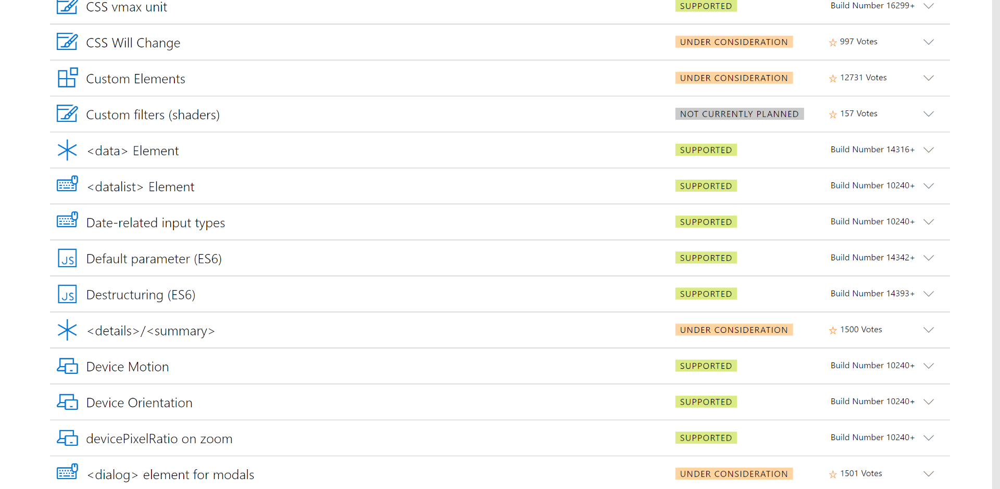 CSS vmax unit SUPPORTED Build Number 16299+
CSS Will Change UNDER CONSIDERATION 997 Votes
Custom Elements UNDER CONSIDERATION 12731 Votes
Custom filters (shaders) NOT CURRENTLY PLANNED 157 Votes
<data> Element SUPPORTED Build Number 14316+
<datalist> Element SUPPORTED Build Number 10240+
Date-related input types SUPPORTED Build Number 10240+
JS Default parameter (ES6) SUPPORTED Build Number 14342+
JS Destructuring (ES6) SUPPORTED Build Number 14393+
<details>/<summary> UNDER CONSIDERATION 1500 Votes
Device Motion SUPPORTED Build Number 10240+
Device Orientation SUPPORTED Build Number 10240+
devicePixelRatio on zoom SUPPORTED Build Number 10240+
<dialog> element for modals UNDER CONSIDERATION 1501 Votes